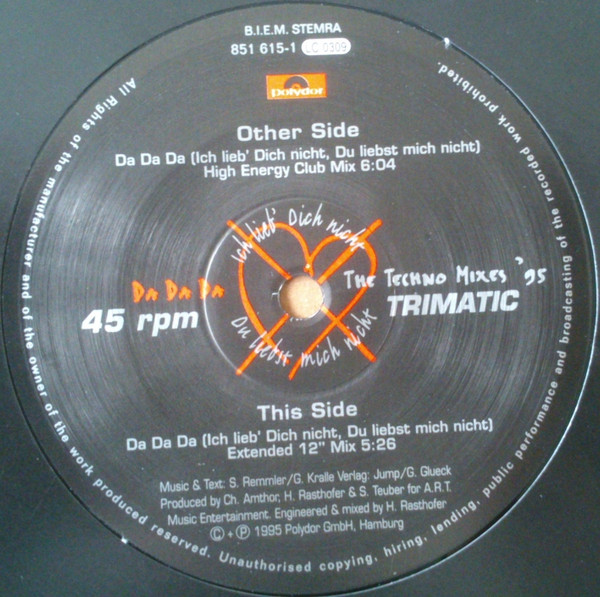 B.I.E.M. STEMRA
851 615-1 LC 0309
polydor
Other Side
Da Da Da (Ich lieb' Dich nicht, Du liebst mich nicht)
High Energy Club Mix 6:04
Ich lieb' Dich nicht
Du liebst mich nicht
DA DA DA
THE TECHNO MIXES '95
45 rpm
TRIMATIC
This Side
Da Da Da (Ich lieb' Dich nicht, Du liebst mich nicht)
Extended 12" Mix 5:26
Music & Text: S. Remmler/G. Kralle Verlag: Jump/G. Glueck
Produced by Ch. Amthor, H. Rasthofer & S. Teuber for A.R.T.
Music Entertainment. Engineered & mixed by H. Rasthofer
©+℗ 1995 Polydor GmbH, Hamburg
All Rights of the manufacturer and of the owner of the work produced reserved. Unauthorised copying, hiring, lending, public performance and broadcasting of the recorded work prohibited.